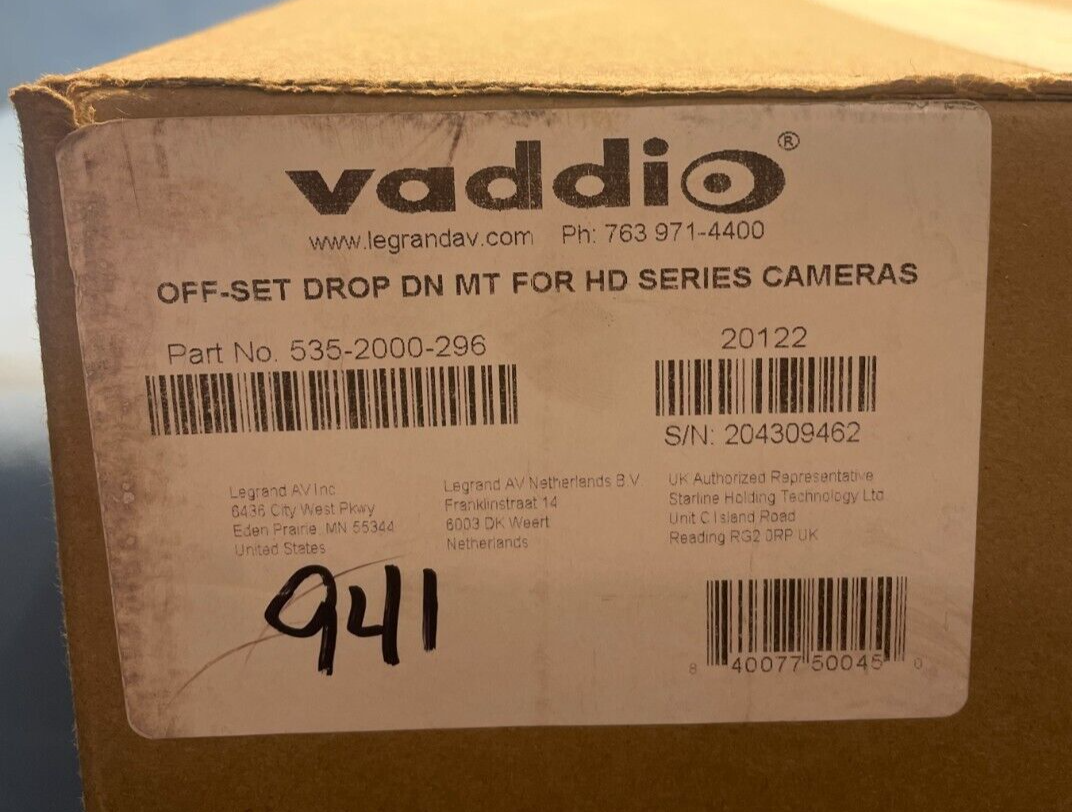 vaddio®
www.legrandav.com Ph: 763 971-4400
OFF-SET DROP DN MT FOR HD SERIES CAMERAS
Part No. 535-2000-296
20122
S/N: 204309462
Legrand AV Inc
6436 City West Pkwy
Eden Prairie, MN 55344
United States
Legrand AV Netherlands B.V.
Franklinstraat 14
6003 DK Weert
Netherlands
UK Authorized Representative
Starline Holding Technology Ltd
Unit C Island Road
Reading RG2 0RP UK
941
8 40077 50045 0